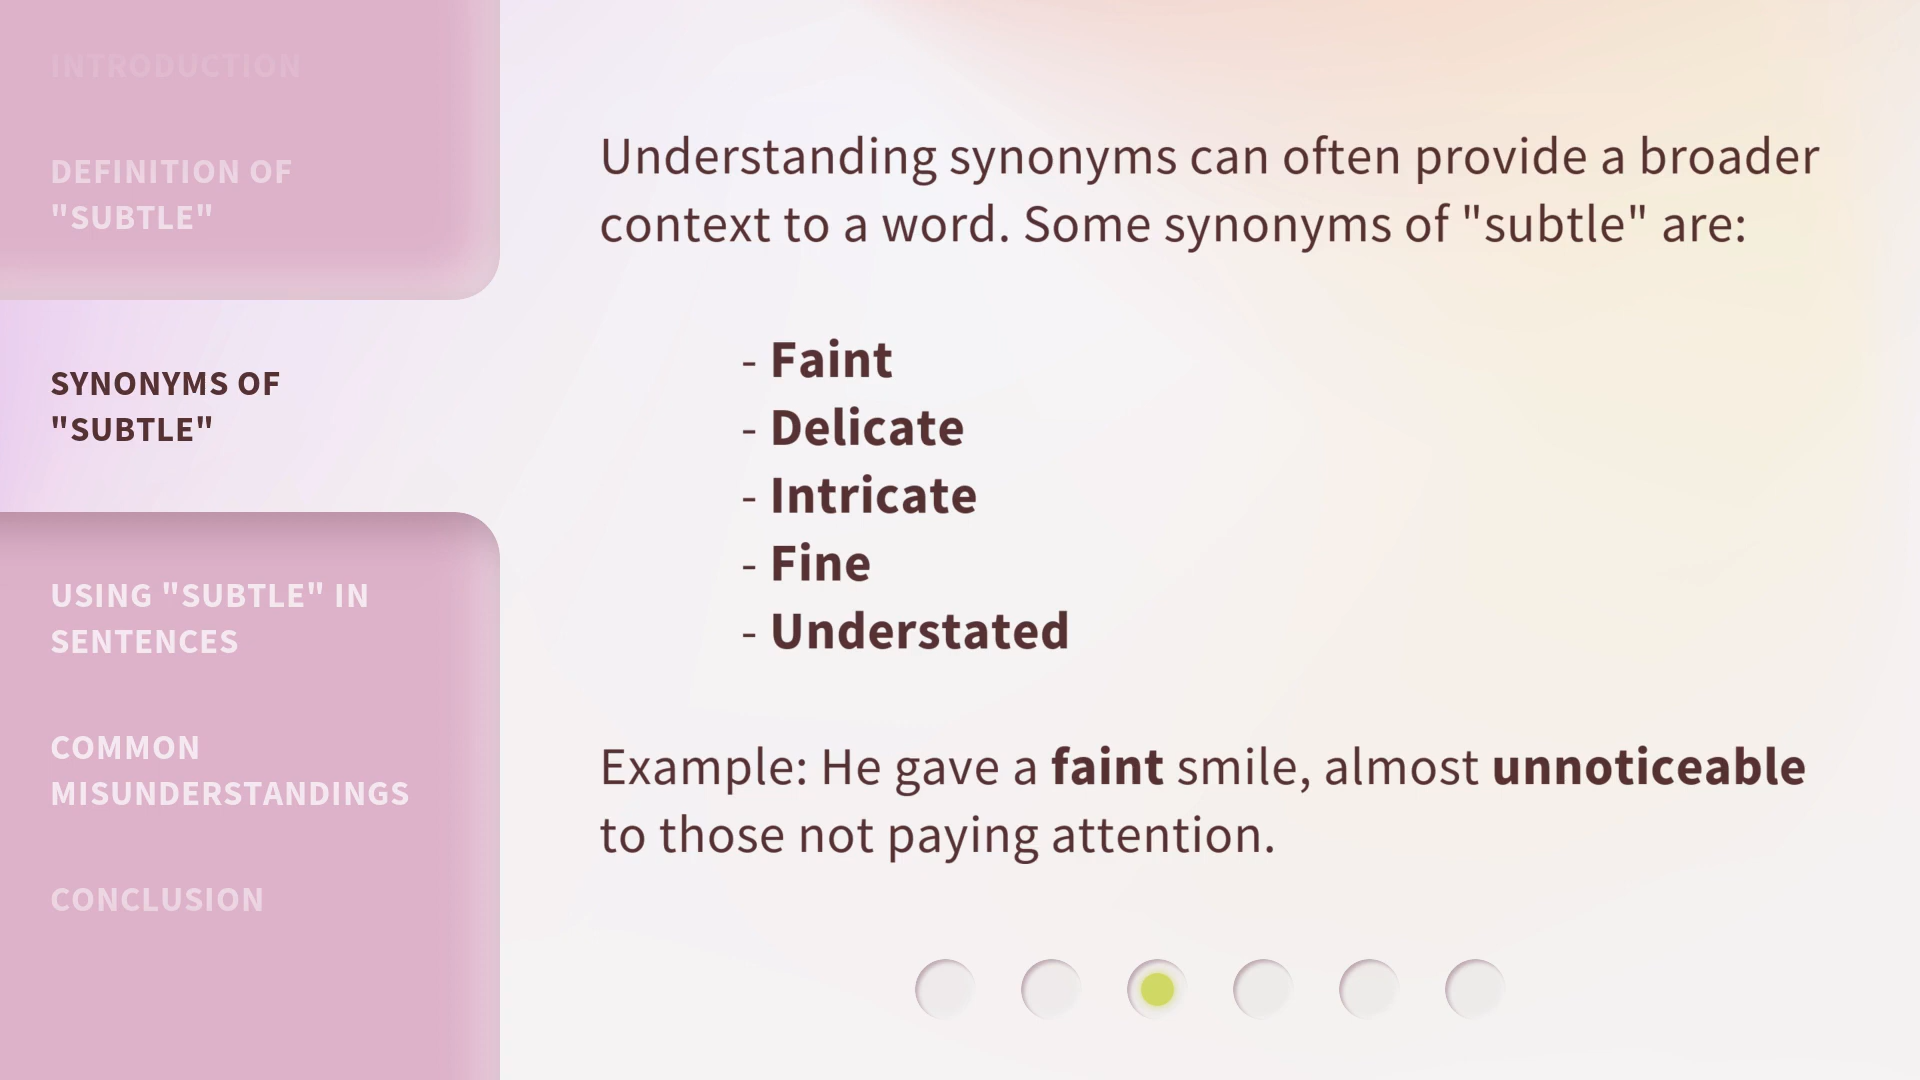 INTRODUCTION
DEFINITION OF
"SUBTLE"
SYNONYMS OF
"SUBTLE"
USING "SUBTLE" IN
SENTENCES
COMMON
MISUNDERSTANDINGS
CONCLUSION
Understanding synonyms can often provide a broader
context to a word. Some synonyms of "subtle" are:
- Faint
- Delicate
- Intricate
- Fine
- Understated
Example: He gave a faint smile, almost unnoticeable
to those not paying attention.